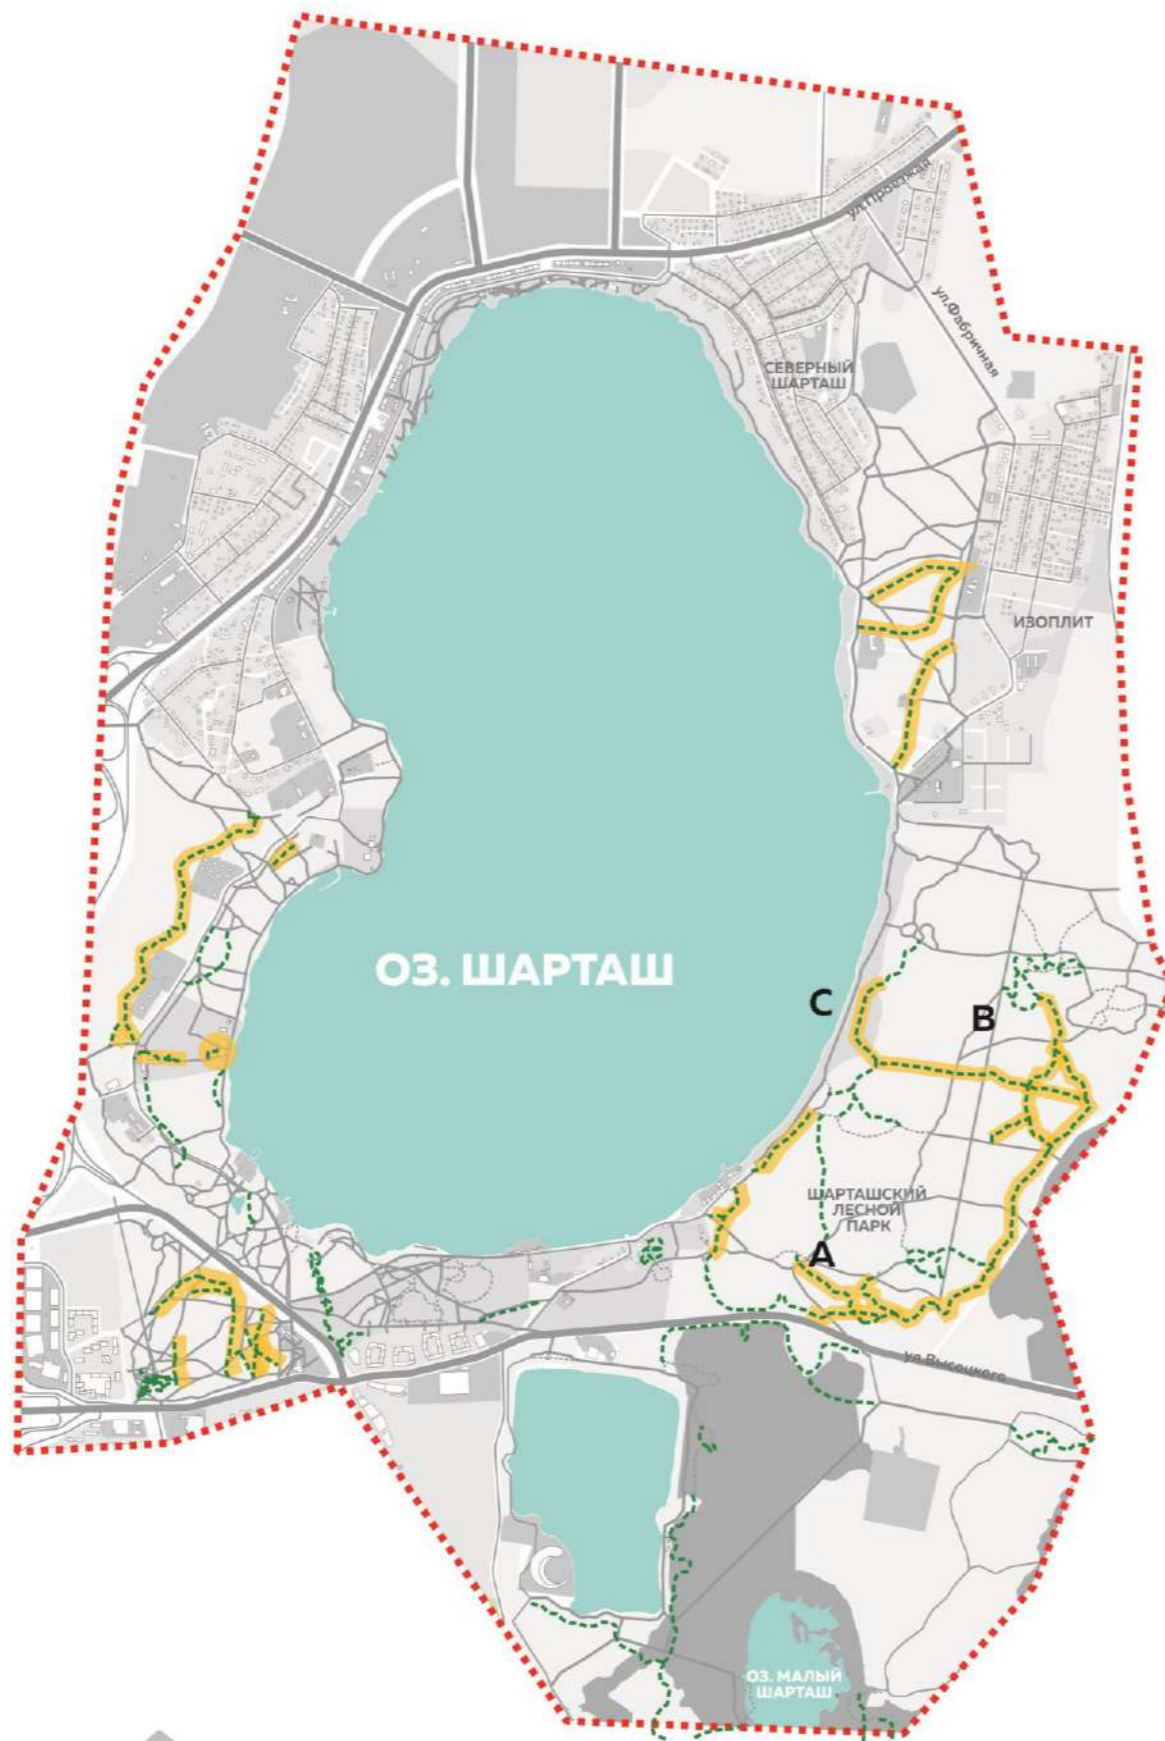 ул.Проезжая
ул.Фабричная
СЕВЕРНЫЙ
ШАРТАШ
ИЗОПЛИТ
ОЗ. ШАРТАШ
C
B
ШАРТАШСКИЙ
ЛЕСНОЙ
ПАРК
A
ул.Высоцкого
ОЗ. МАЛЫЙ
ШАРТАШ